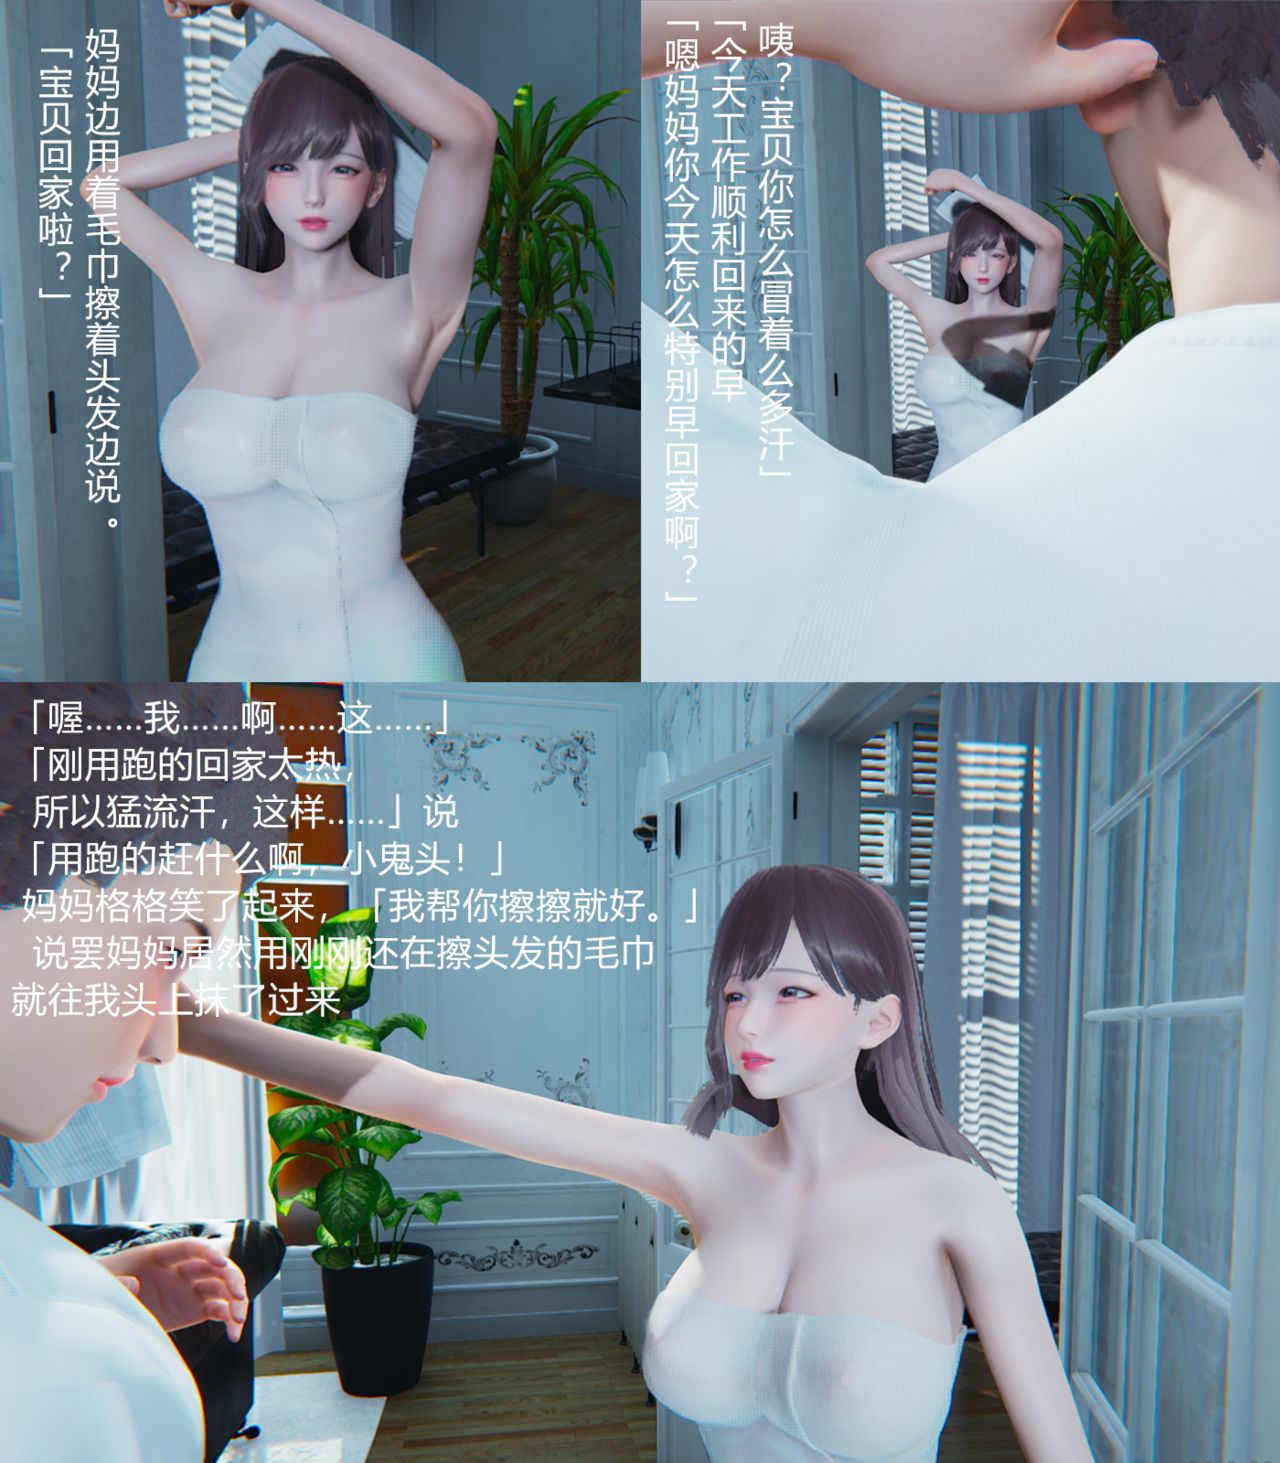 妈妈边用着毛巾擦着头发边说。
「宝贝回家啦？」
「嗯妈妈你今天怎么特别早回家啊？」
「今天工作顺利回来的早
咦？宝贝你怎么冒着么多汗」
「喔……我……啊……这……」
「刚用跑的回家太热，
所以猛流汗，这样……」说
「用跑的赶什么啊，小鬼头！」
妈妈格格笑了起来，「我帮你擦擦就好。」
说罢妈妈居然用刚刚还在擦头发的毛巾
就往我头上抹了过来